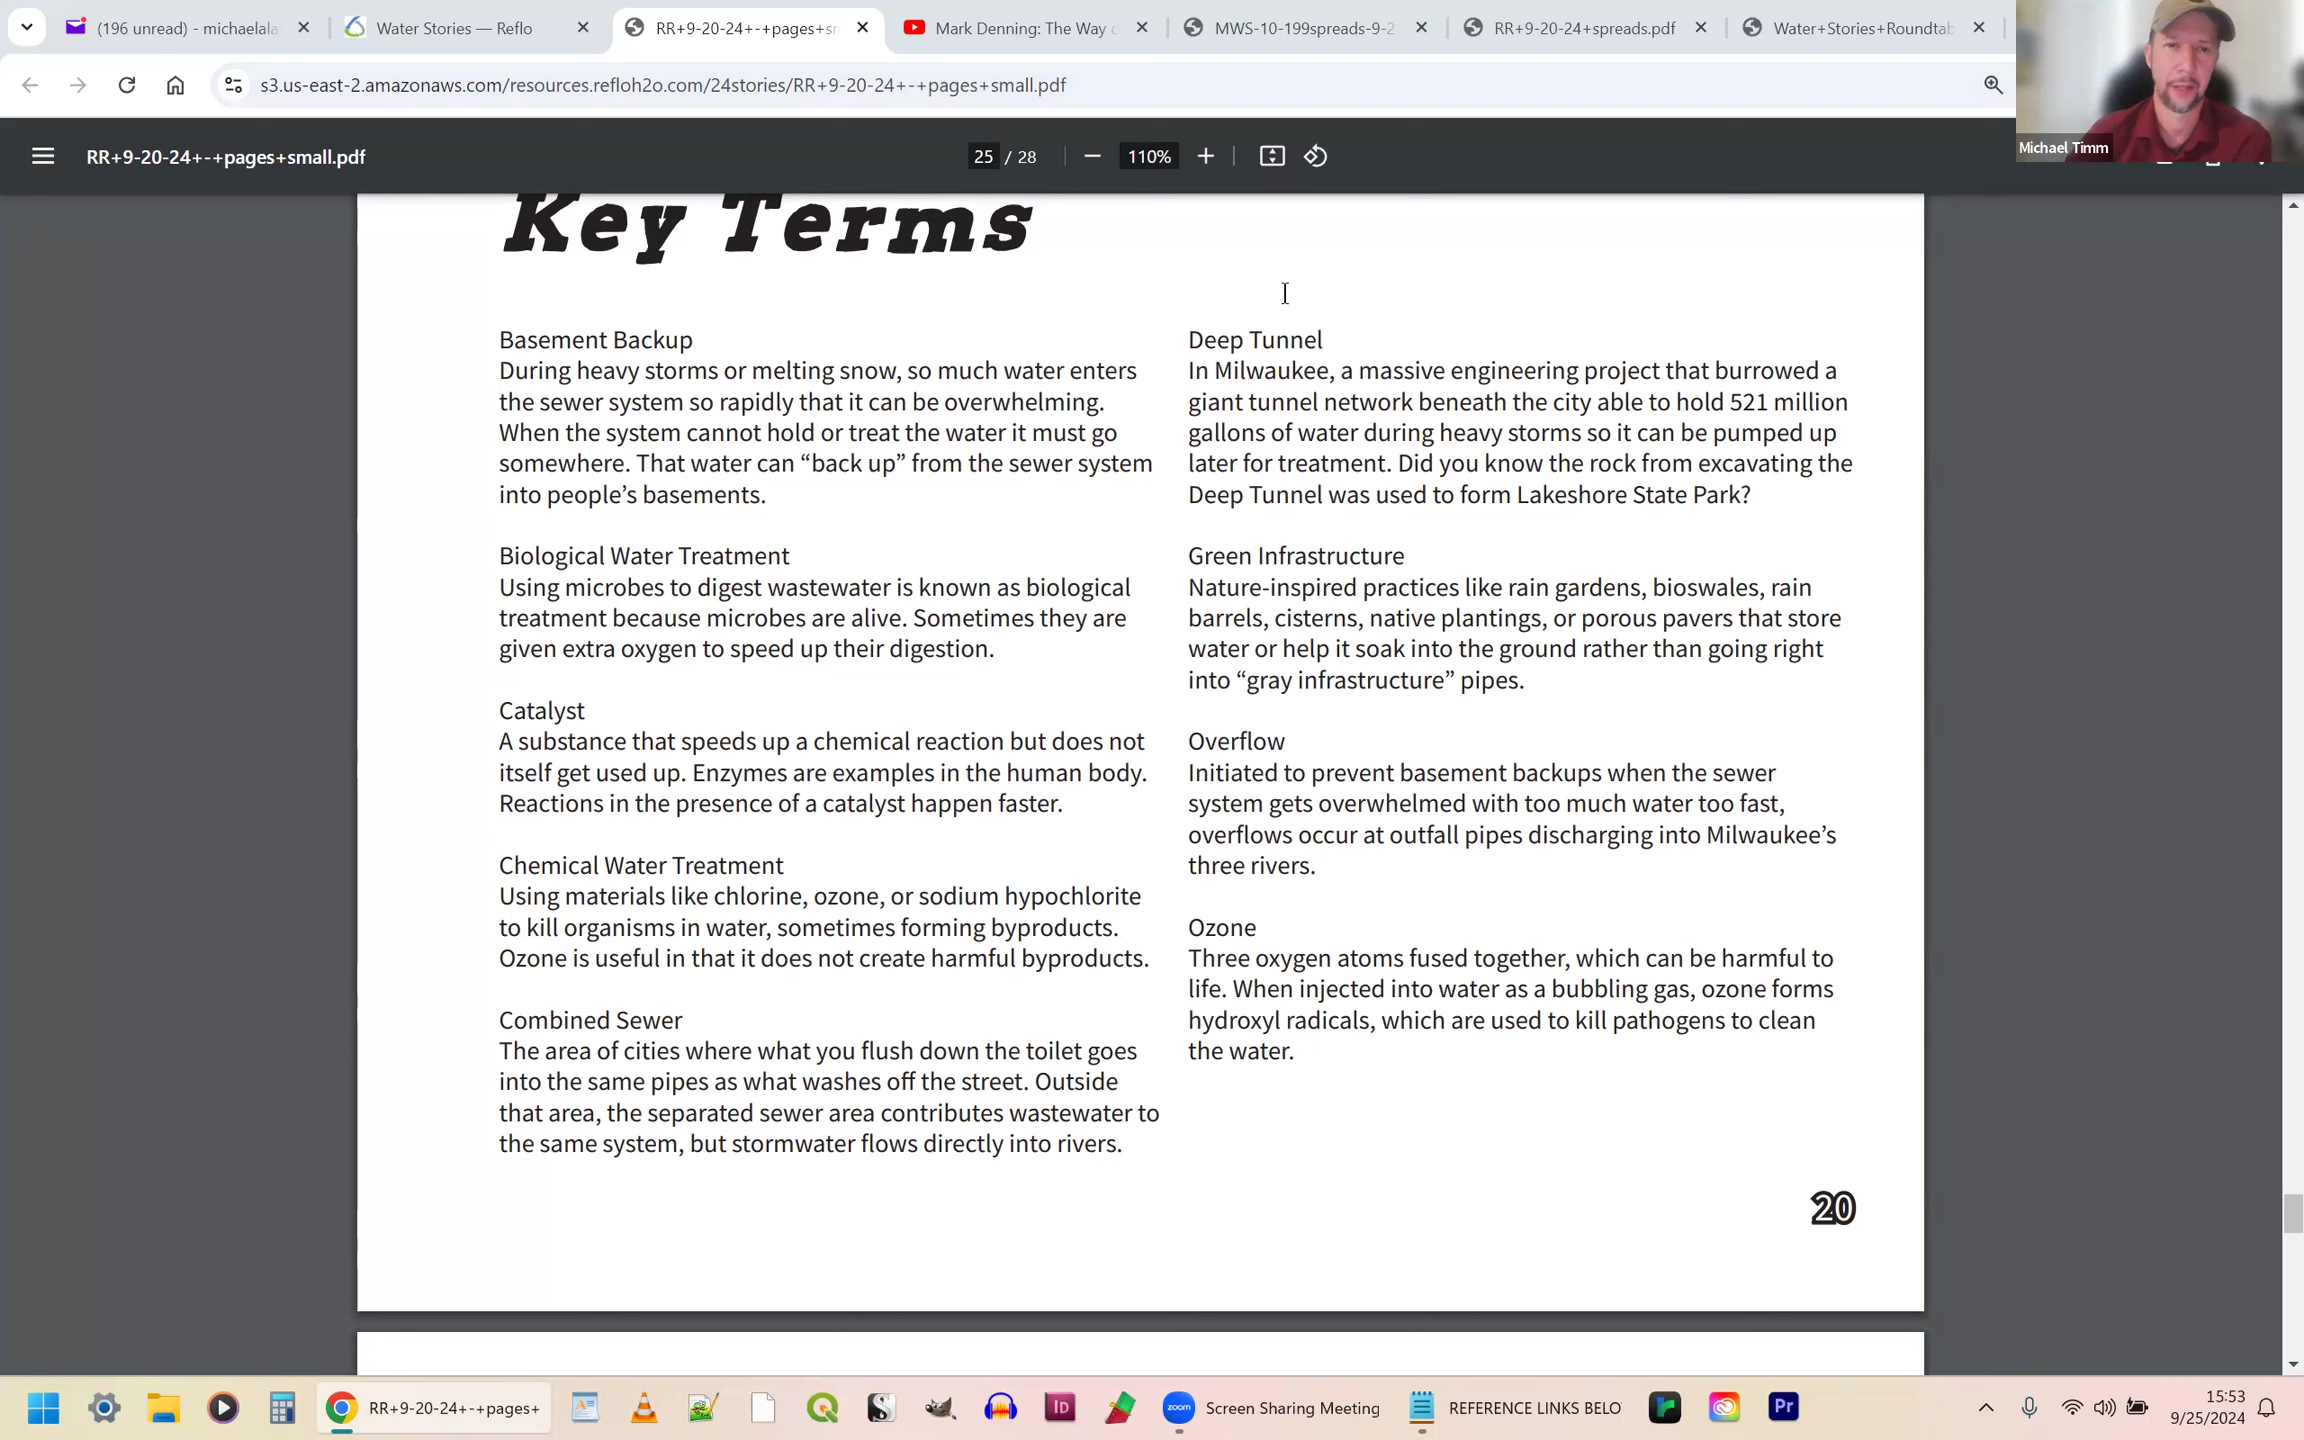 (196 unread) - michaelala
Water Stories — Reflo
RR+9-20-24+-+pages+sm
Mark Denning: The Way o
MWS-10-199spreads-9-2
RR+9-20-24+spreads.pdf
Water+Stories+Roundtab
s3.us-east-2.amazonaws.com/resources.refloh2o.com/24stories/RR+9-20-24+-+pages+small.pdf
Michael Timm
RR+9-20-24+-+pages+small.pdf
25 / 28
110%
Key Terms
Basement Backup
During heavy storms or melting snow, so much water enters
the sewer system so rapidly that it can be overwhelming.
When the system cannot hold or treat the water it must go
somewhere. That water can “back up” from the sewer system
into people’s basements.
Biological Water Treatment
Using microbes to digest wastewater is known as biological
treatment because microbes are alive. Sometimes they are
given extra oxygen to speed up their digestion.
Catalyst
A substance that speeds up a chemical reaction but does not
itself get used up. Enzymes are examples in the human body.
Reactions in the presence of a catalyst happen faster.
Chemical Water Treatment
Using materials like chlorine, ozone, or sodium hypochlorite
to kill organisms in water, sometimes forming byproducts.
Ozone is useful in that it does not create harmful byproducts.
Combined Sewer
The area of cities where what you flush down the toilet goes
into the same pipes as what washes off the street. Outside
that area, the separated sewer area contributes wastewater to
the same system, but stormwater flows directly into rivers.
Deep Tunnel
In Milwaukee, a massive engineering project that burrowed a
giant tunnel network beneath the city able to hold 521 million
gallons of water during heavy storms so it can be pumped up
later for treatment. Did you know the rock from excavating the
Deep Tunnel was used to form Lakeshore State Park?
Green Infrastructure
Nature-inspired practices like rain gardens, bioswales, rain
barrels, cisterns, native plantings, or porous pavers that store
water or help it soak into the ground rather than going right
into “gray infrastructure” pipes.
Overflow
Initiated to prevent basement backups when the sewer
system gets overwhelmed with too much water too fast,
overflows occur at outfall pipes discharging into Milwaukee’s
three rivers.
Ozone
Three oxygen atoms fused together, which can be harmful to
life. When injected into water as a bubbling gas, ozone forms
hydroxyl radicals, which are used to kill pathogens to clean
the water.
20
RR+9-20-24+-+pages+
ID
zoom
Screen Sharing Meeting
REFERENCE LINKS BELO
Pr
15:53
9/25/2024